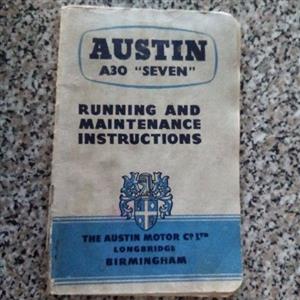 AUSTIN
A30 "SEVEN"
RUNNING AND
MAINTENANCE
INSTRUCTIONS
THE AUSTIN MOTOR Cº LTD
LONGBRIDGE
BIRMINGHAM